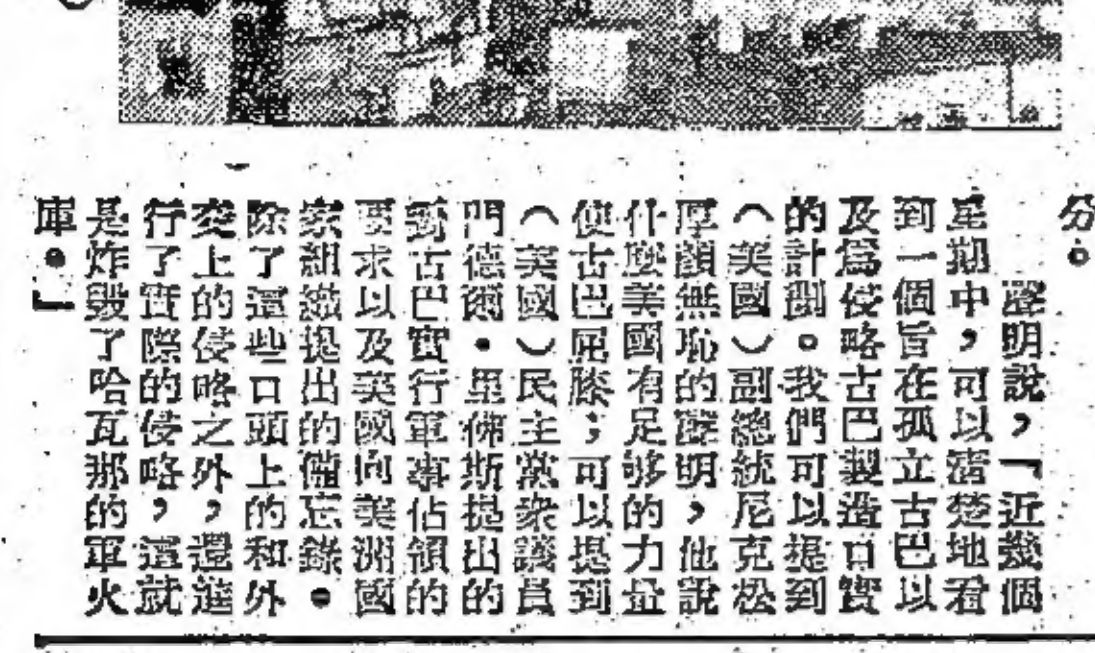 分。
聲明說，「近幾個
星期中，可以清楚地看
到一個旨在孤立古巴以
及爲侵略古巴製造口實
的計劃。我們可以提到
（美國）副總統尼克松
厚顏無恥的聲明，他說
什麼美國有足够的力量
使古巴屈膝；可以提到
（美國）民主黨衆議員
門德爾·里佛斯提出的
對古巴實行軍事佔領的
要求以及美國向美洲國
家組織提出的備忘錄。
除了這些口頭上的和外
交上的侵略之外，還進
行了實際的侵略，這就
是炸毀了哈瓦那的軍火
庫。」